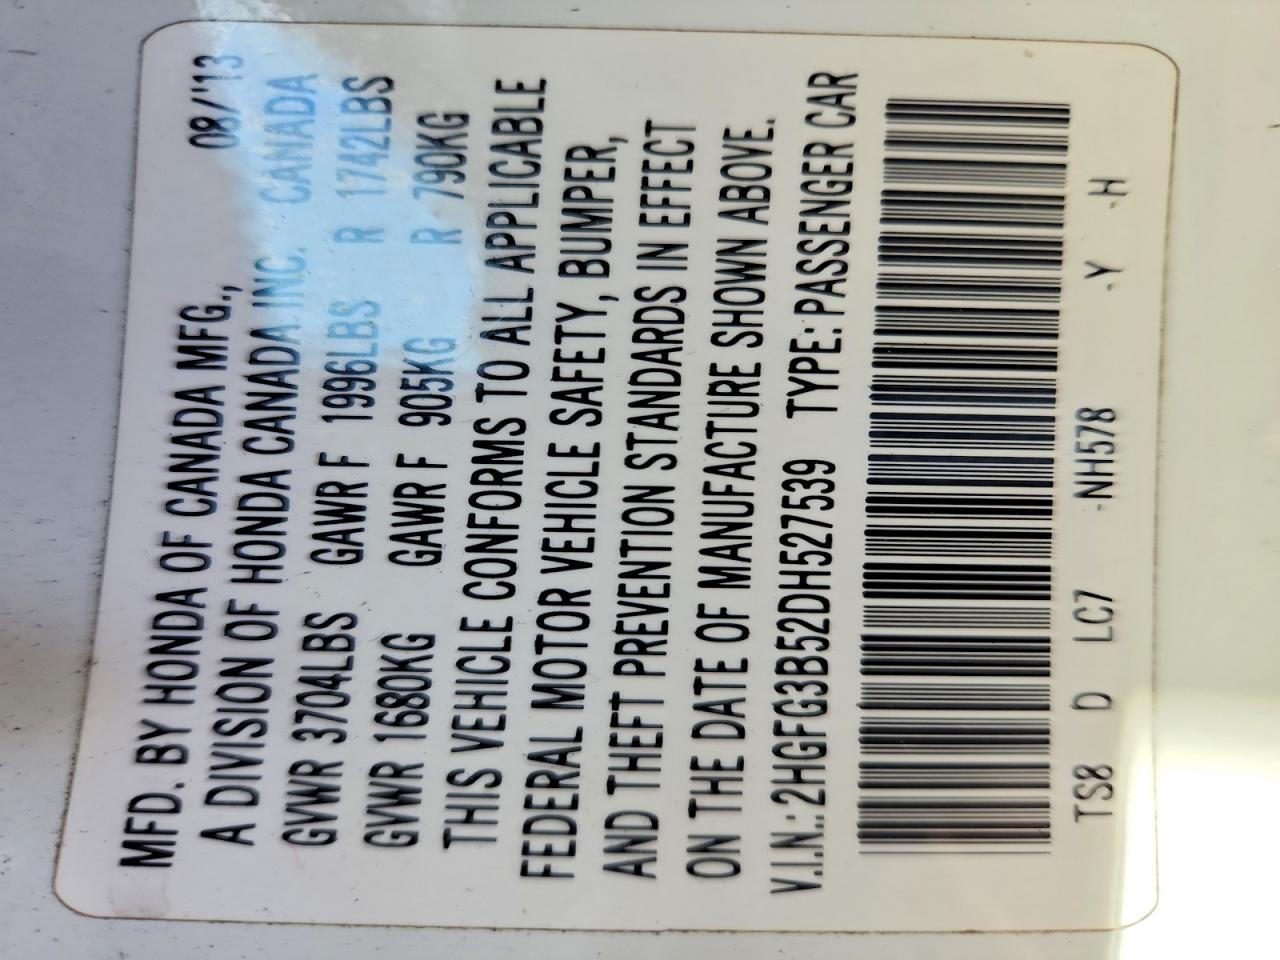 MFD. BY HONDA OF CANADA MFG., 08/'13
A DIVISION OF HONDA CANADA INC. CANADA
GVWR 3704LBS GAWR F 1996LBS R 1742LBS
GVWR 1680KG GAWR F 905KG R 790KG
THIS VEHICLE CONFORMS TO ALL APPLICABLE
FEDERAL MOTOR VEHICLE SAFETY, BUMPER,
AND THEFT PREVENTION STANDARDS IN EFFECT
ON THE DATE OF MANUFACTURE SHOWN ABOVE.
V.I.N.:2HGFG3B52DH527539 TYPE:PASSENGER CAR
TS8 D LC7 -NH578 -Y -H